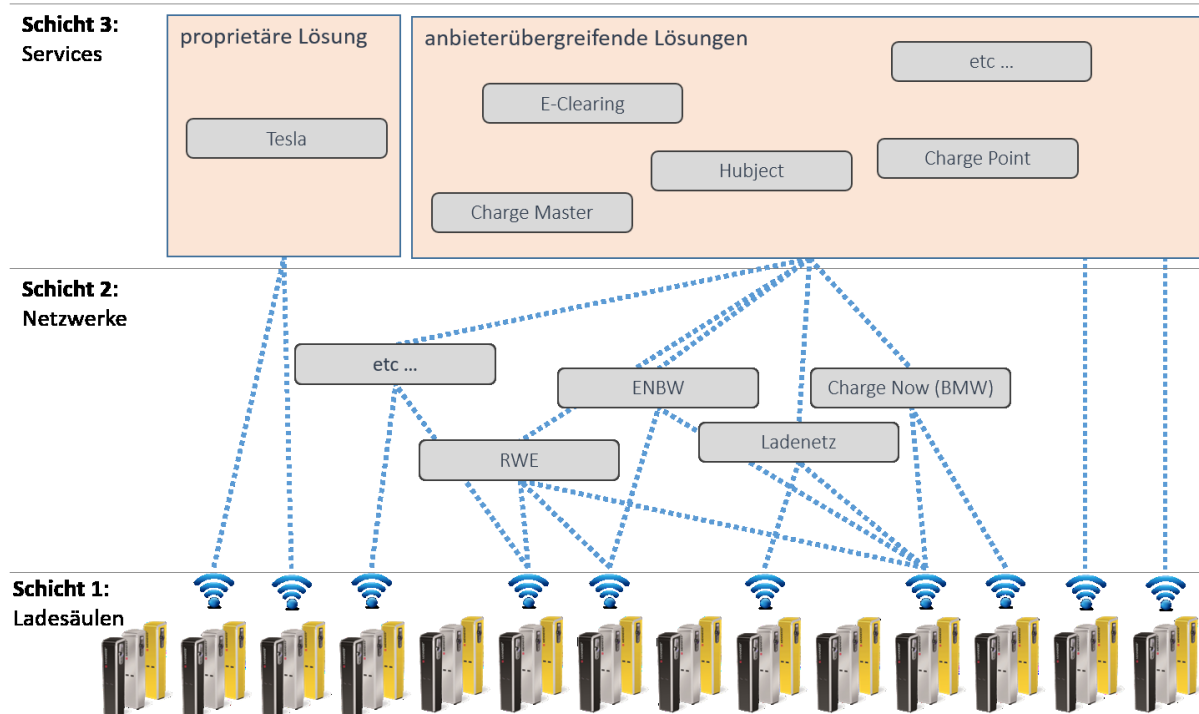 Schicht 3:
Services
proprietäre Lösung
Tesla
anbieterübergreifende Lösungen
etc ...
E-Clearing
Charge Point
Hubject
Charge Master
Schicht 2:
Netzwerke
etc ...
ENBW
Charge Now (BMW)
Ladenetz
RWE
Schicht 1:
Ladesäulen